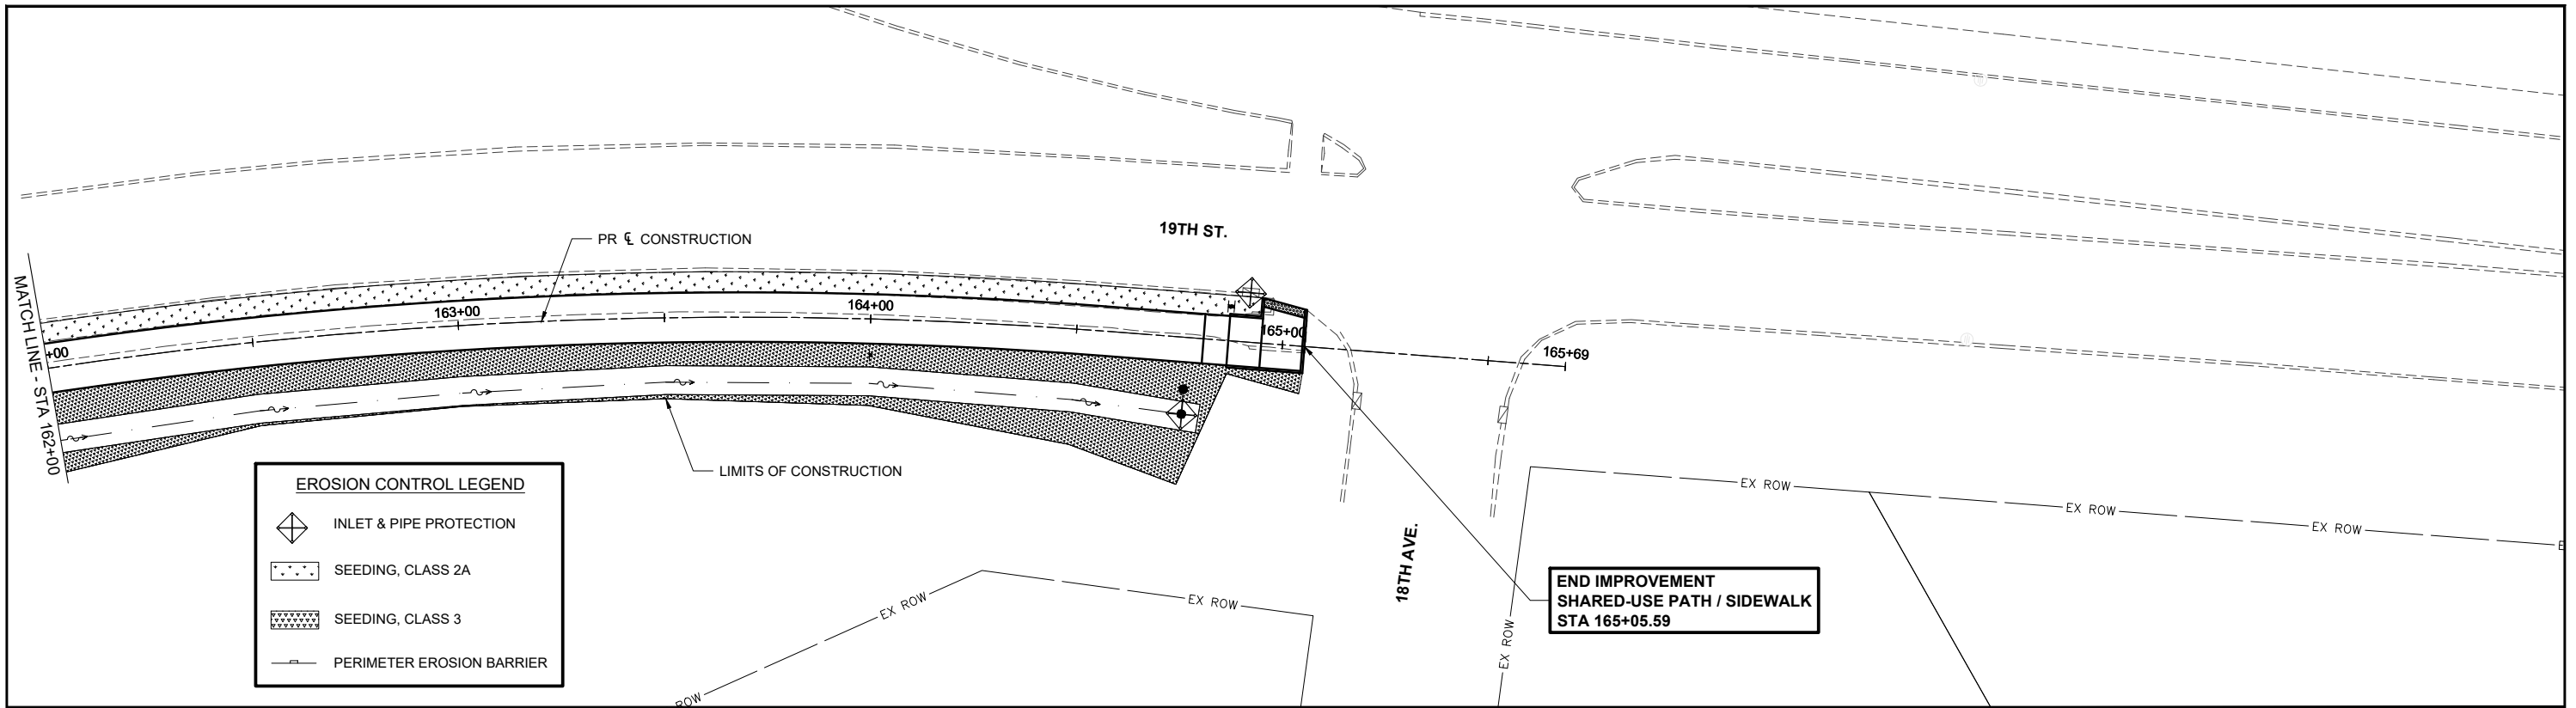 19TH ST.
PR ℄ CONSTRUCTION
MATCH LINE - STA 162+00
+00
163+00
164+00
165+00
165+69
LIMITS OF CONSTRUCTION
EROSION CONTROL LEGEND
INLET & PIPE PROTECTION
SEEDING, CLASS 2A
SEEDING, CLASS 3
PERIMETER EROSION BARRIER
18TH AVE.
END IMPROVEMENT
SHARED-USE PATH / SIDEWALK
STA 165+05.59
EX ROW
EX ROW
EX ROW
EX ROW
EX ROW
EX ROW
ROW
E